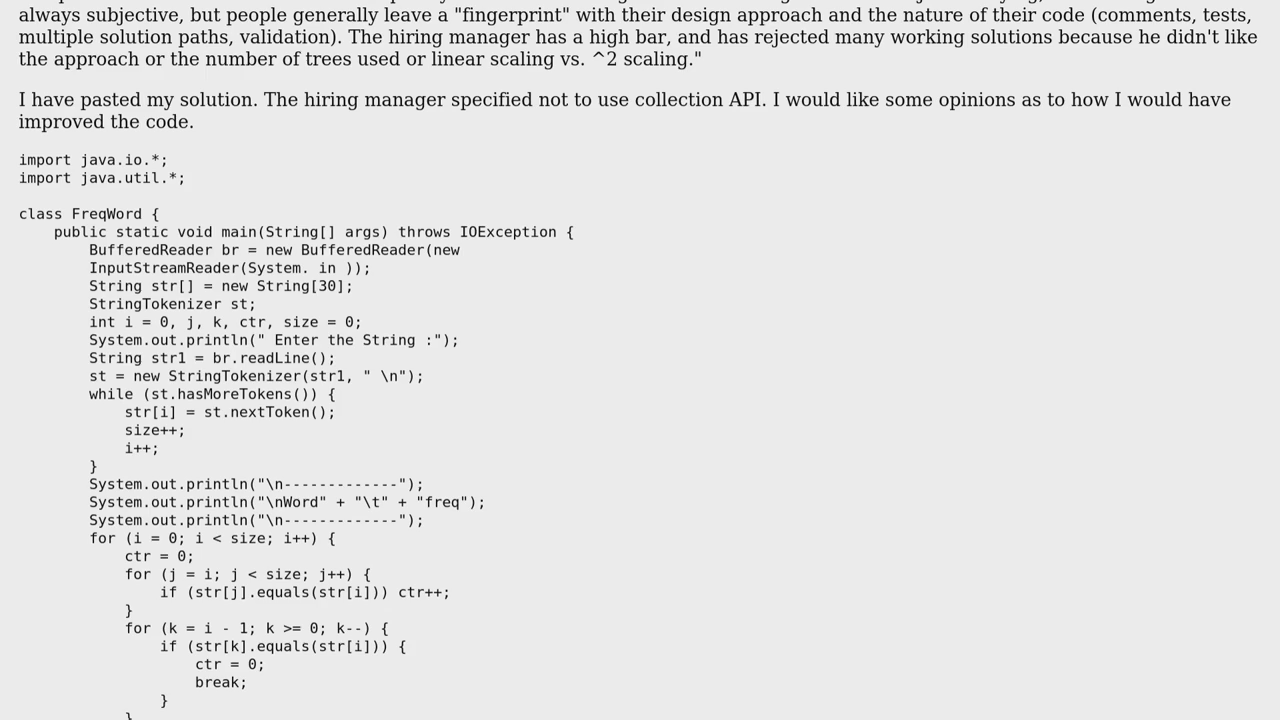 always subjective, but people generally leave a "fingerprint" with their design approach and the nature of their code (comments, tests,
multiple solution paths, validation). The hiring manager has a high bar, and has rejected many working solutions because he didn't like
the approach or the number of trees used or linear scaling vs. ^2 scaling."
I have pasted my solution. The hiring manager specified not to use collection API. I would like some opinions as to how I would have
improved the code.
import java.io.*;
import java.util.*;
class FreqWord {
    public static void main(String[] args) throws IOException {
        BufferedReader br = new BufferedReader(new
        InputStreamReader(System. in ));
        String str[] = new String[30];
        StringTokenizer st;
        int i = 0, j, k, ctr, size = 0;
        System.out.println(" Enter the String :");
        String str1 = br.readLine();
        st = new StringTokenizer(str1, " \n");
        while (st.hasMoreTokens()) {
            str[i] = st.nextToken();
            size++;
            i++;
        }
        System.out.println("\n-------------");
        System.out.println("\nWord" + "\t" + "freq");
        System.out.println("\n-------------");
        for (i = 0; i < size; i++) {
            ctr = 0;
            for (j = i; j < size; j++) {
                if (str[j].equals(str[i])) ctr++;
            }
            for (k = i - 1; k >= 0; k--) {
                if (str[k].equals(str[i])) {
                    ctr = 0;
                    break;
                }
            }